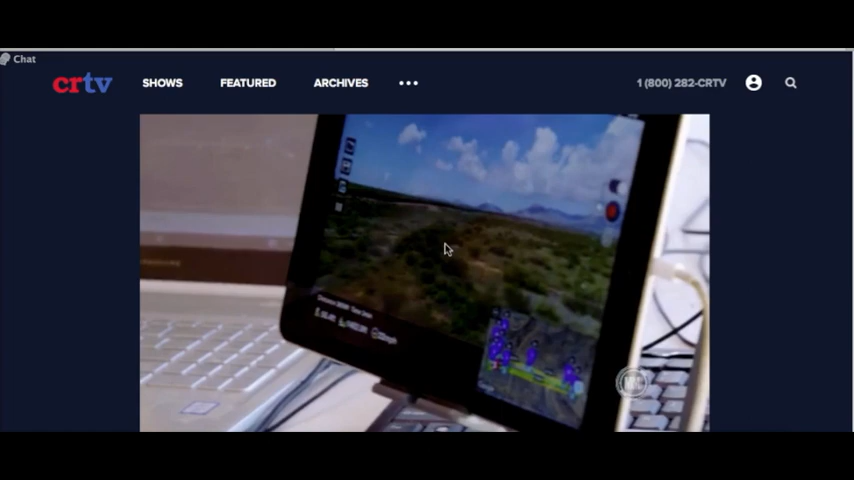 Chat
crtv SHOWS FEATURED ARCHIVES ••• 1 (800) 282-CRTV